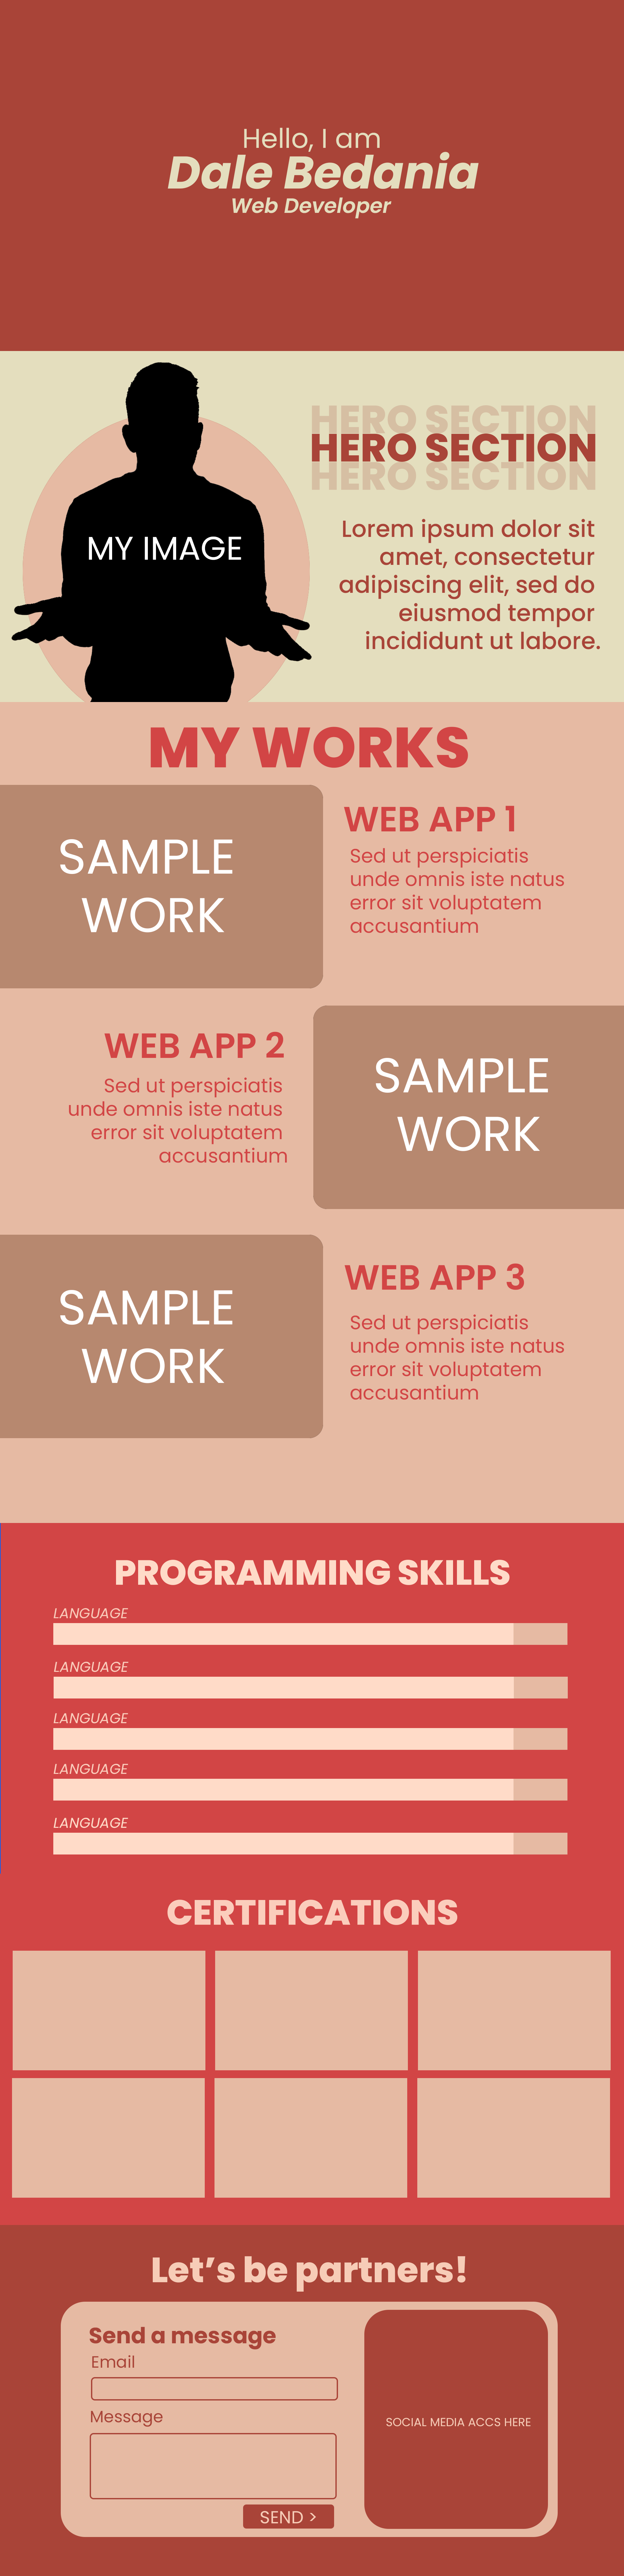 Hello, I am
Dale Bedania
Web Developer
HERO SECTION
HERO SECTION
HERO SECTION
MY IMAGE
Lorem ipsum dolor sit
amet, consectetur
adipiscing elit, sed do
eiusmod tempor
incididunt ut labore.
MY WORKS
SAMPLE
WORK
WEB APP 1
Sed ut perspiciatis
unde omnis iste natus
error sit voluptatem
accusantium
WEB APP 2
Sed ut perspiciatis
unde omnis iste natus
error sit voluptatem
accusantium
SAMPLE
WORK
SAMPLE
WORK
WEB APP 3
Sed ut perspiciatis
unde omnis iste natus
error sit voluptatem
accusantium
PROGRAMMING SKILLS
LANGUAGE
LANGUAGE
LANGUAGE
LANGUAGE
LANGUAGE
CERTIFICATIONS
Let’s be partners!
Send a message
Email
Message
SEND >
SOCIAL MEDIA ACCS HERE